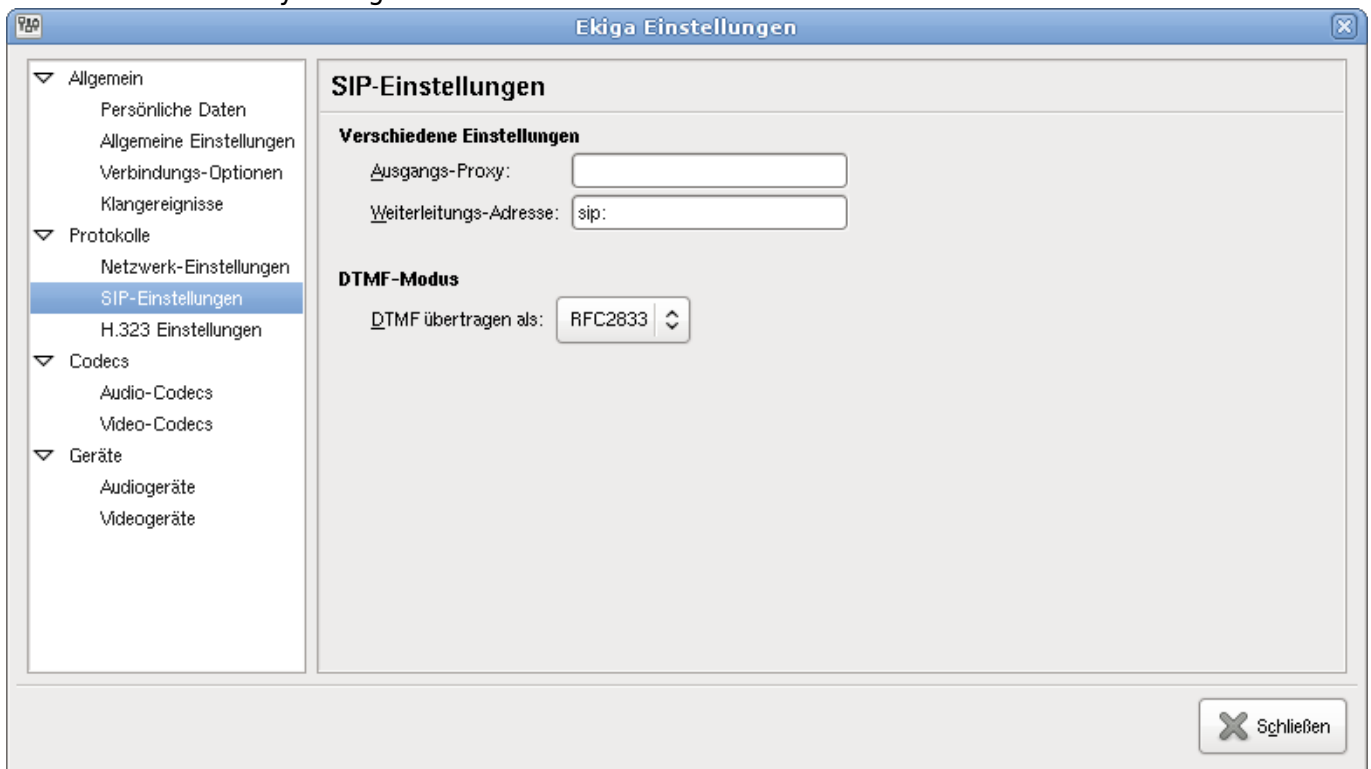 Ekiga Einstellungen
Allgemein
Persönliche Daten
Allgemeine Einstellungen
Verbindungs-Optionen
Klangereignisse
Protokolle
Netzwerk-Einstellungen
SIP-Einstellungen
H.323 Einstellungen
Codecs
Audio-Codecs
Video-Codecs
Geräte
Audiogeräte
Videogeräte
SIP-Einstellungen
Verschiedene Einstellungen
Ausgangs-Proxy:
Weiterleitungs-Adresse: sip:
DTMF-Modus
DTMF übertragen als: RFC2833
Schließen